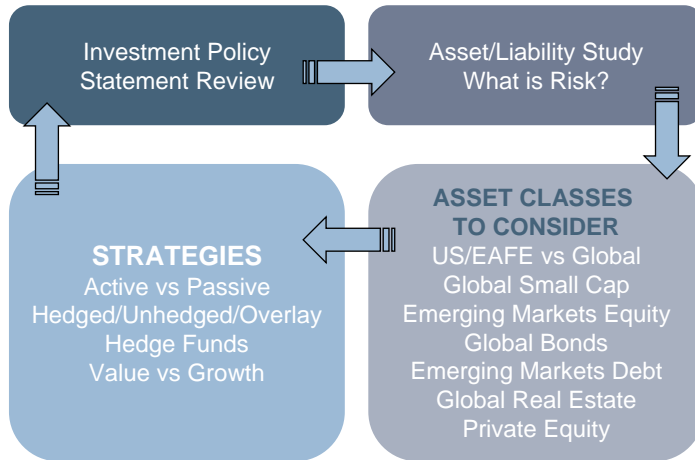 Investment Policy
Statement Review
Asset/Liability Study
What is Risk?
STRATEGIES
Active vs Passive
Hedged/Unhedged/Overlay
Hedge Funds
Value vs Growth
ASSET CLASSES
TO CONSIDER
US/EAFE vs Global
Global Small Cap
Emerging Markets Equity
Global Bonds
Emerging Markets Debt
Global Real Estate
Private Equity